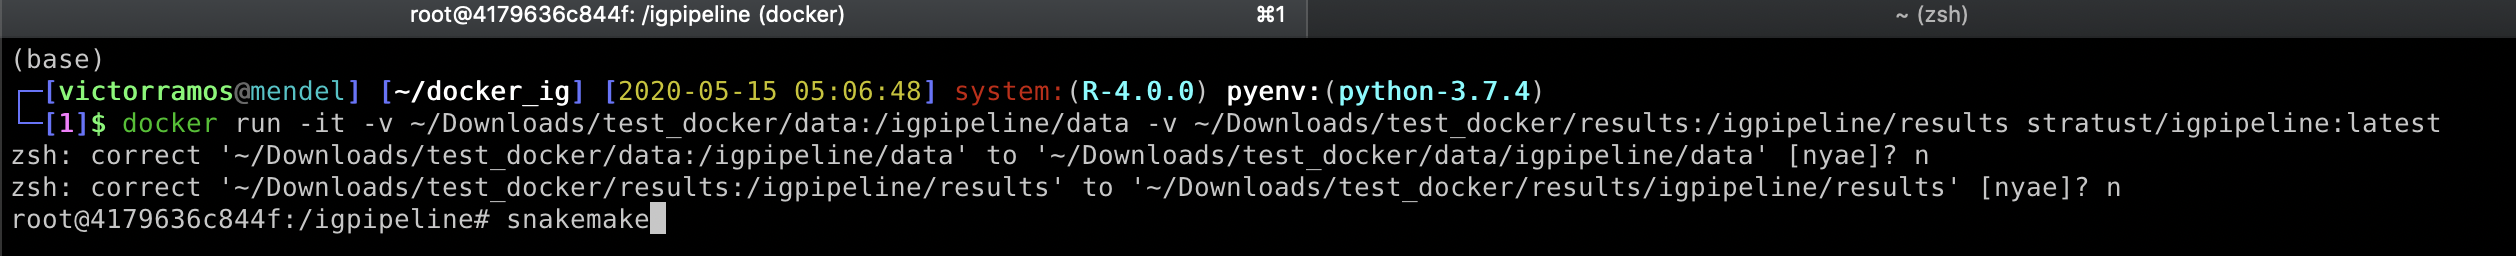 root@4179636c844f: /igpipeline (docker) ⌘1 ~ (zsh)
(base)
[victorramos@mendel] [~/docker_ig] [2020-05-15 05:06:48] system:(R-4.0.0) pyenv:(python-3.7.4)
[1]$ docker run -it -v ~/Downloads/test_docker/data:/igpipeline/data -v ~/Downloads/test_docker/results:/igpipeline/results stratust/igpipeline:latest
zsh: correct '~/Downloads/test_docker/data:/igpipeline/data' to '~/Downloads/test_docker/data/igpipeline/data' [nyae]? n
zsh: correct '~/Downloads/test_docker/results:/igpipeline/results' to '~/Downloads/test_docker/results/igpipeline/results' [nyae]? n
root@4179636c844f:/igpipeline# snakemake